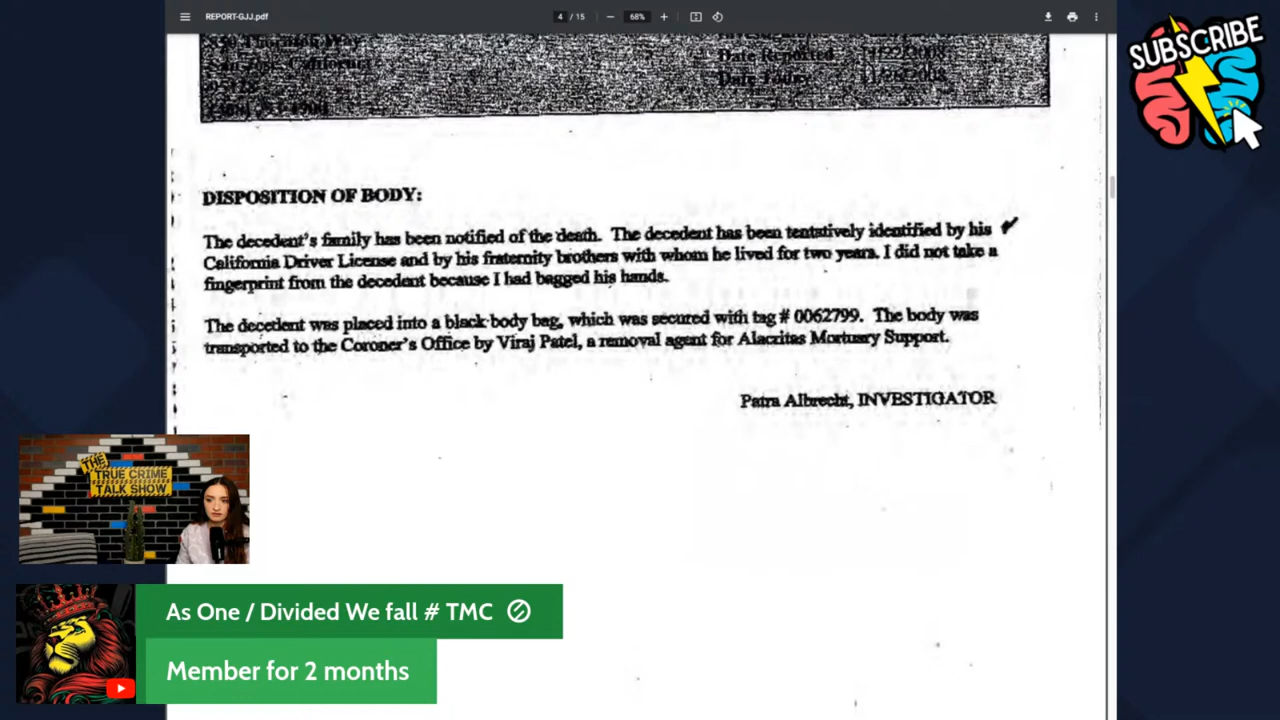 REPORT-GJJ.pdf
4 / 15
68%
SUBSCRIBE
Date Reported
Date Today
DISPOSITION OF BODY:
The decedent's family has been notified of the death. The decedent has been tentatively identified by his
California Driver License and by his fraternity brothers with whom he lived for two years. I did not take a
fingerprint from the decedent because I had bagged his hands.
The decedent was placed into a black body bag, which was secured with tag # 0062799. The body was
transported to the Coroner's Office by Viraj Patel, a removal agent for Alacritas Mortuary Support.
Patra Albrecht, INVESTIGATOR
THE
TRUE CRIME
TALK SHOW
As One / Divided We fall # TMC
Member for 2 months